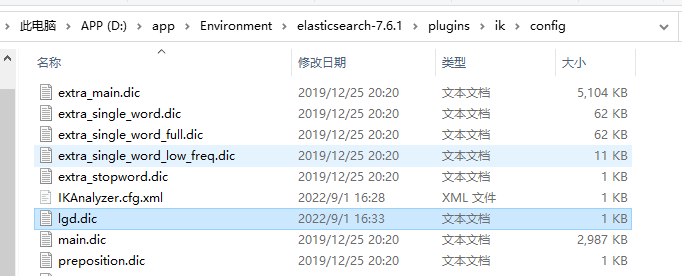 此电脑 > APP (D:) > app > Environment > elasticsearch-7.6.1 > plugins > ik > config
名称 修改日期 类型 大小
extra_main.dic 2019/12/25 20:20 文本文档 5,104 KB
extra_single_word.dic 2019/12/25 20:20 文本文档 62 KB
extra_single_word_full.dic 2019/12/25 20:20 文本文档 62 KB
extra_single_word_low_freq.dic 2019/12/25 20:20 文本文档 11 KB
extra_stopword.dic 2019/12/25 20:20 文本文档 1 KB
IKAnalyzer.cfg.xml 2022/9/1 16:28 XML 文件 1 KB
lgd.dic 2022/9/1 16:33 文本文档 1 KB
main.dic 2019/12/25 20:20 文本文档 2,987 KB
preposition.dic 2019/12/25 20:20 文本文档 1 KB